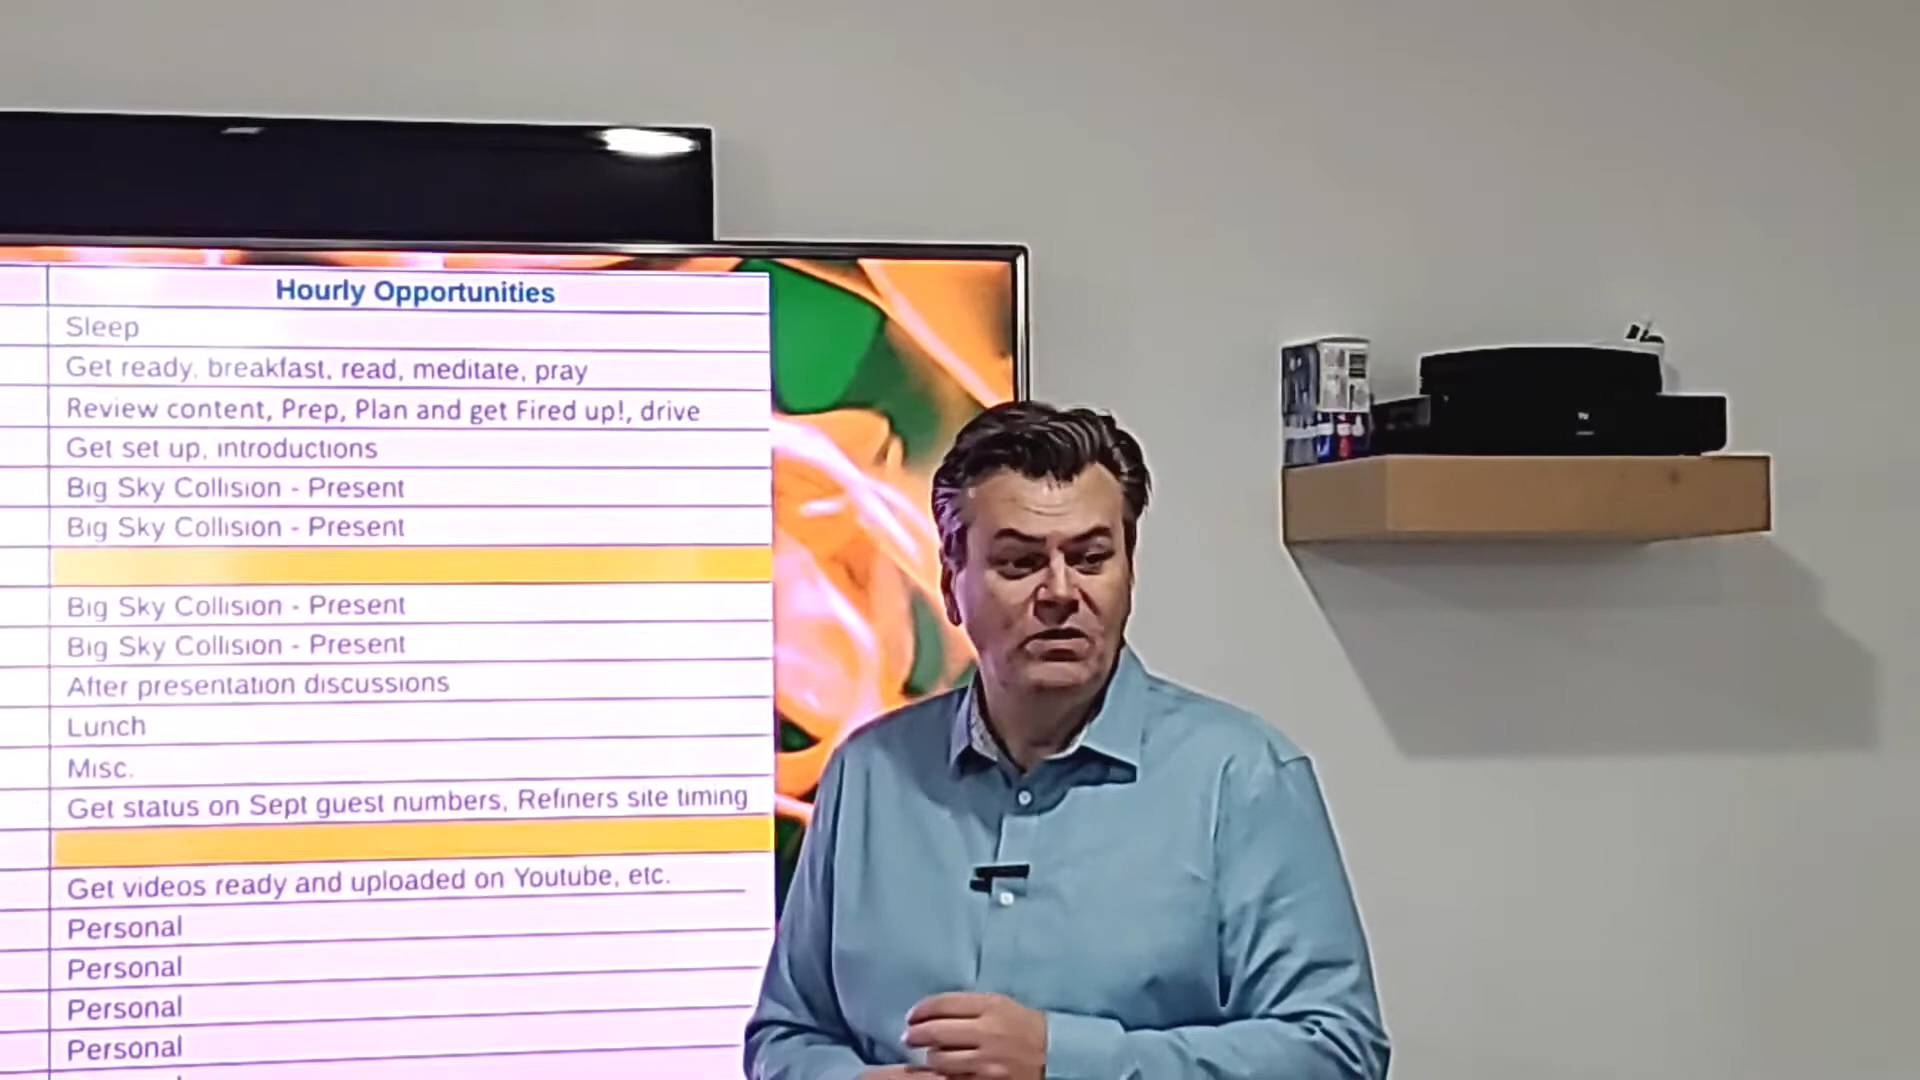 Hourly Opportunities
Sleep
Get ready, breakfast, read, meditate, pray
Review content, Prep, Plan and get Fired up!, drive
Get set up, introductions
Big Sky Collision - Present
Big Sky Collision - Present
Big Sky Collision - Present
Big Sky Collision - Present
After presentation discussions
Lunch
Misc.
Get status on Sept guest numbers, Refiners site timing
Get videos ready and uploaded on Youtube, etc.
Personal
Personal
Personal
Personal